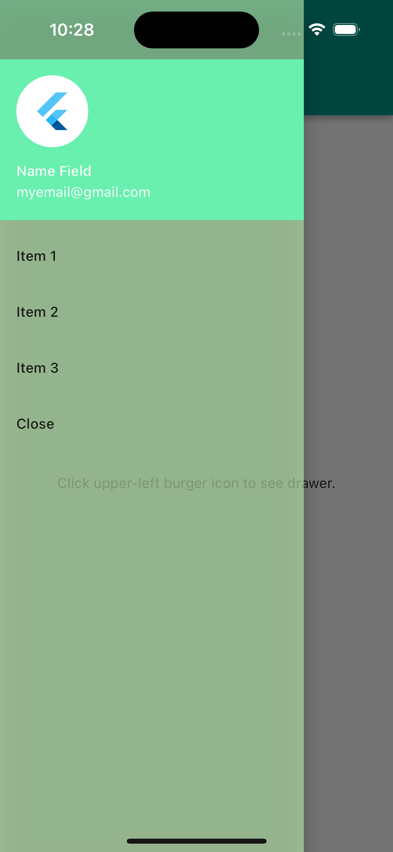 10:28
Name Field
myemail@gmail.com
Item 1
Item 2
Item 3
Close
Click upper-left burger icon to see drawer.